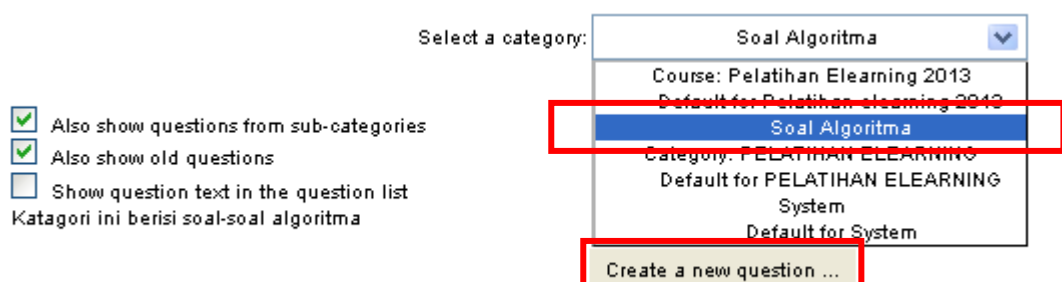 Select a category:
Soal Algoritma
Course: Pelatihan Elearning 2013
Default for Pelatihan elearning 2013
Soal Algoritma
Category: PELATIHAN ELEARNING
Default for PELATIHAN ELEARNING
System
Default for System
Also show questions from sub-categories
Also show old questions
Show question text in the question list
Katagori ini berisi soal-soal algoritma
Create a new question ...